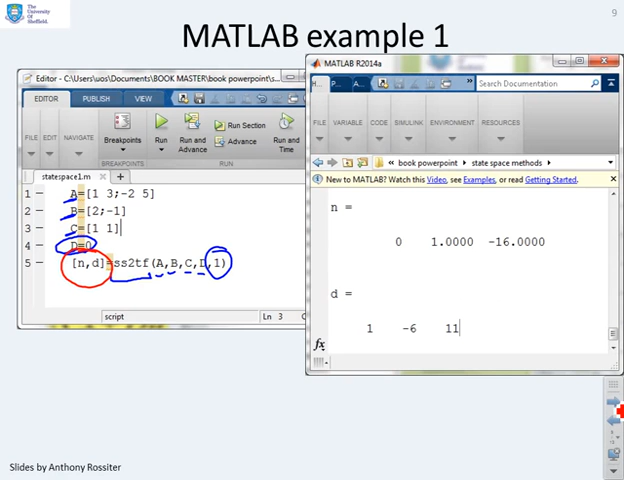 The
University
Of
Sheffield.
9
MATLAB example 1
Editor - C:\Users\uos\Documents\BOOK MASTER\book powerpoint\state
EDITOR PUBLISH VIEW
FILE NAVIGATE Breakpoints Run Run and Advance Run Section Advance Run and Time
BREAKPOINTS RUN
statespace1.m
1 A=[1 3;-2 5]
2 B=[2;-1]
3 C=[1 1]
4 D=0
5 [n,d]=ss2tf(A,B,C,D,1)
script Ln 3
MATLAB R2014a
H... P... A... Search Documentation
FILE VARIABLE CODE SIMULINK ENVIRONMENT RESOURCES
« book powerpoint ▸ state space methods
New to MATLAB? Watch this Video, see Examples, or read Getting Started.
n =
0 1.0000 -16.0000
d =
1 -6 11
fx
Slides by Anthony Rossiter